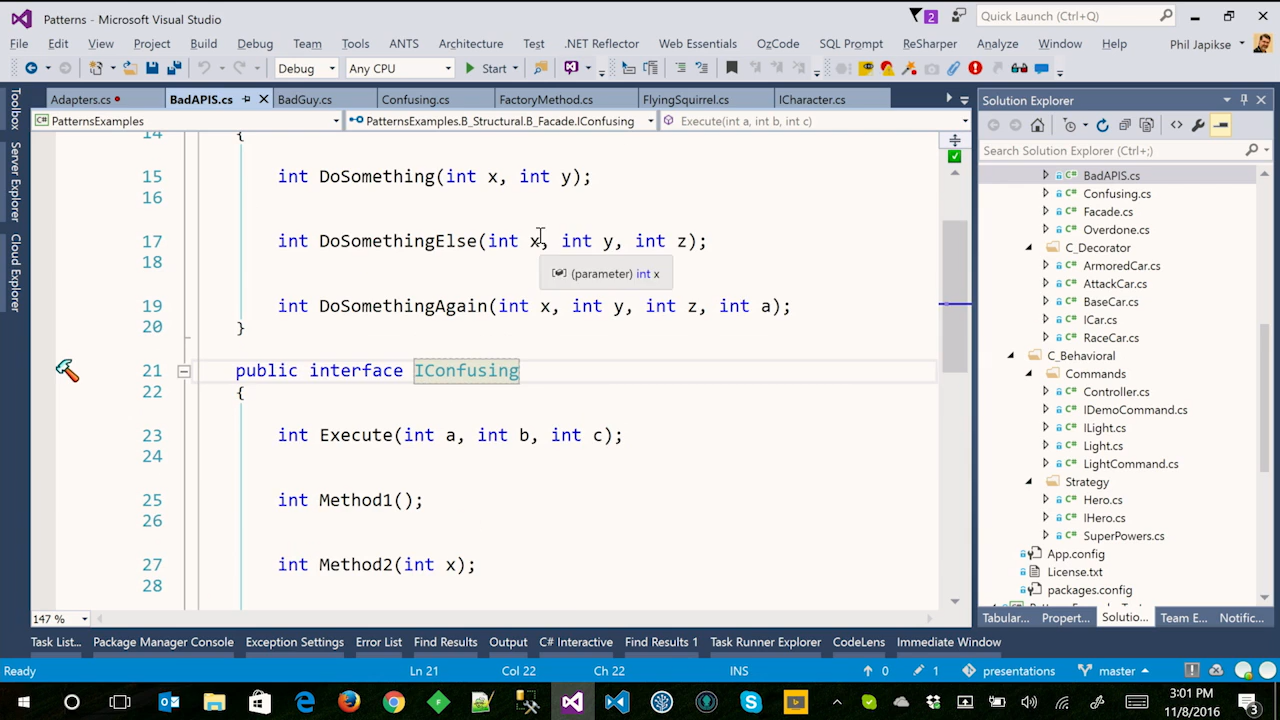 Patterns - Microsoft Visual Studio
2
Quick Launch (Ctrl+Q)
File Edit View Project Build Debug Team Tools ANTS Architecture Test .NET Reflector Web Essentials OzCode SQL Prompt ReSharper Analyze Window Help Phil Japikse
Debug Any CPU Start
Adapters.cs BadAPIS.cs BadGuy.cs Confusing.cs FactoryMethod.cs FlyingSquirrel.cs ICharacter.cs
PatternsExamples PatternsExamples.B_Structural.B_Facade.IConfusing Execute(int a, int b, int c)
Toolbox
Server Explorer
Cloud Explorer
14 {
15 int DoSomething(int x, int y);
16
17 int DoSomethingElse(int x, int y, int z);
18
(parameter) int x
19 int DoSomethingAgain(int x, int y, int z, int a);
20 }
21 public interface IConfusing
22 {
23 int Execute(int a, int b, int c);
24
25 int Method1();
26
27 int Method2(int x);
28
147 %
Solution Explorer
Search Solution Explorer (Ctrl+;)
C# BadAPIS.cs
C# Confusing.cs
C# Facade.cs
C# Overdone.cs
C_Decorator
C# ArmoredCar.cs
C# AttackCar.cs
C# BaseCar.cs
C# ICar.cs
C# RaceCar.cs
C_Behavioral
Commands
C# Controller.cs
C# IDemoCommand.cs
C# ILight.cs
C# Light.cs
C# LightCommand.cs
Strategy
C# Hero.cs
C# IHero.cs
C# SuperPowers.cs
App.config
License.txt
packages.config
Tabular... Propert... Solutio... Team E... Notific...
Task List... Package Manager Console Exception Settings Error List Find Results Output C# Interactive Find Results 1 Task Runner Explorer CodeLens Immediate Window
Ready Ln 21 Col 22 Ch 22 INS 0 1 presentations master
3:01 PM
11/8/2016
3